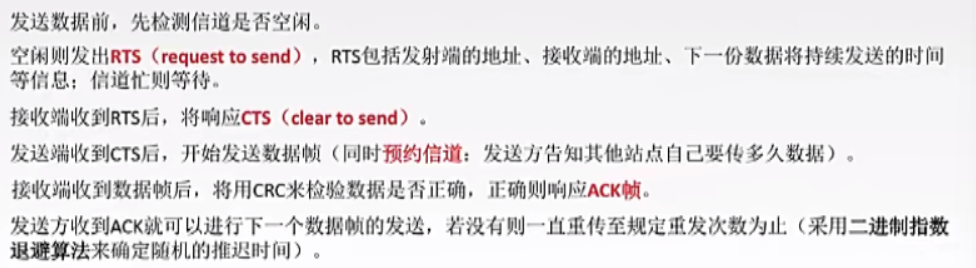 发送数据前，先检测信道是否空闲。
空闲则发出RTS（request to send），RTS包括发射端的地址、接收端的地址、下一份数据将持续发送的时间
等信息；信道忙则等待。
接收端收到RTS后，将响应CTS（clear to send）。
发送端收到CTS后，开始发送数据帧（同时预约信道：发送方告知其他站点自己要传多久数据）。
接收端收到数据帧后，将用CRC来检验数据是否正确，正确则响应ACK帧。
发送方收到ACK就可以进行下一个数据帧的发送，若没有则一直重传至规定重发次数为止（采用二进制指数
退避算法来确定随机的推迟时间）。